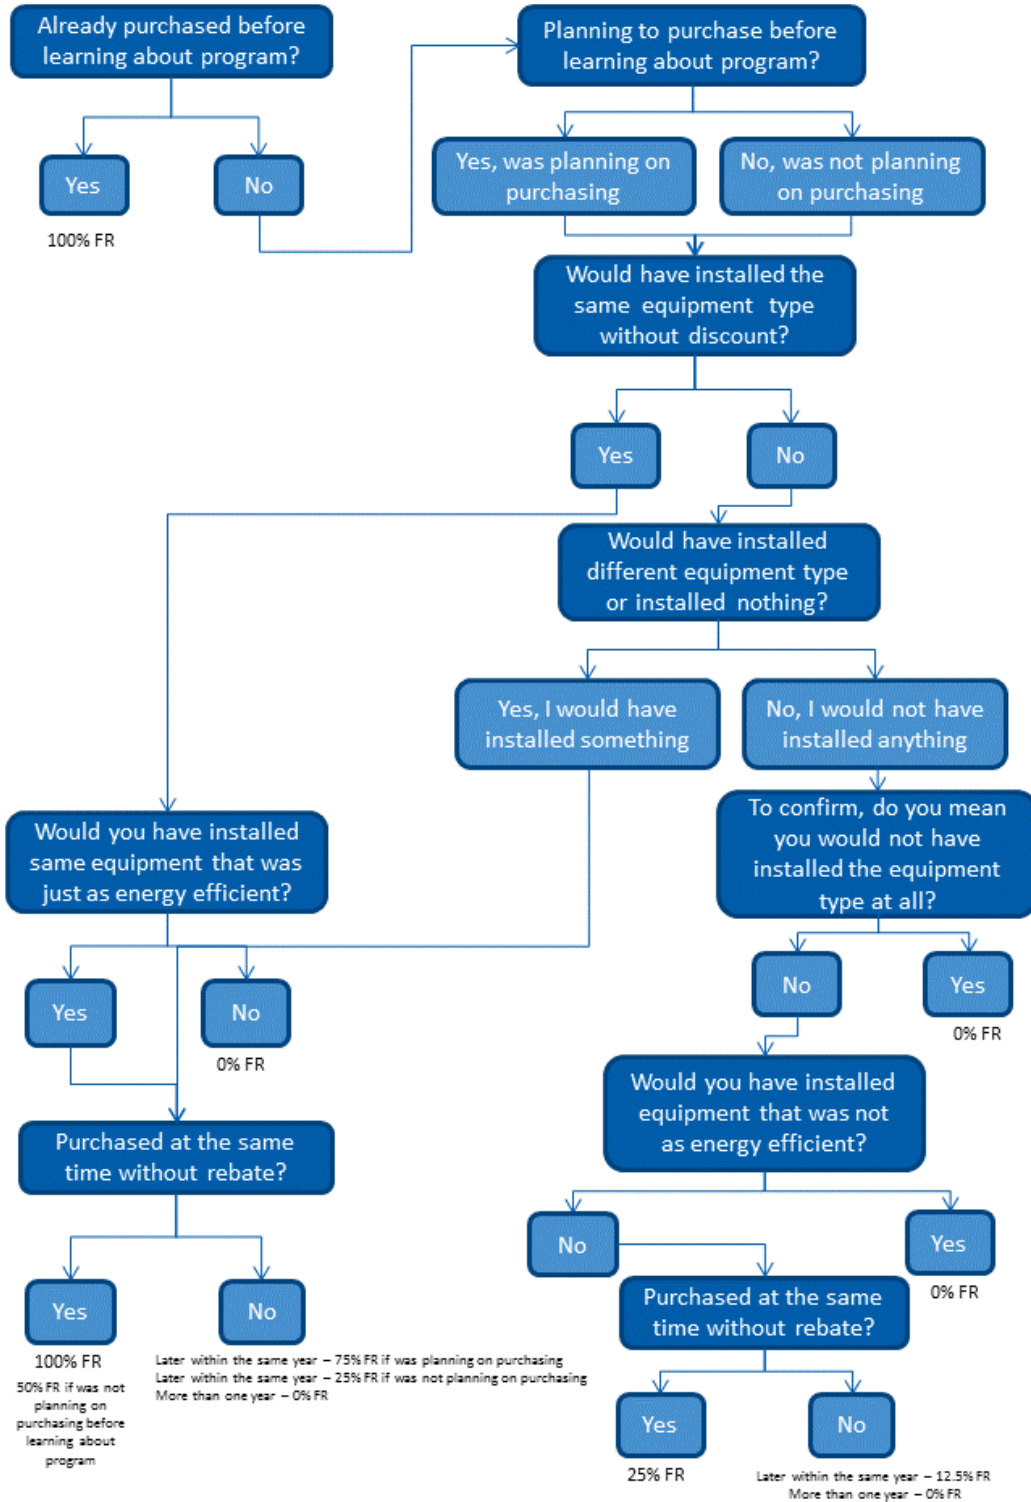 Already purchased before
learning about program?
Planning to purchase before
learning about program?
Yes
No
100% FR
Yes, was planning on
purchasing
No, was not planning
on purchasing
Would have installed the
same equipment type
without discount?
Yes
No
Would have installed
different equipment type
or installed nothing?
Yes, I would have
installed something
No, I would not have
installed anything
Would you have installed
same equipment that was
just as energy efficient?
To confirm, do you mean
you would not have
installed the equipment
type at all?
Yes
No
0% FR
No
Yes
0% FR
Would you have installed
equipment that was not
as energy efficient?
Purchased at the same
time without rebate?
No
Yes
0% FR
Yes
100% FR
50% FR if was not
planning on
purchasing before
learning about
program
No
Later within the same year – 75% FR if was planning on purchasing
Later within the same year – 25% FR if was not planning on purchasing
More than one year – 0% FR
Purchased at the same
time without rebate?
Yes
25% FR
No
Later within the same year – 12.5% FR
More than one year – 0% FR